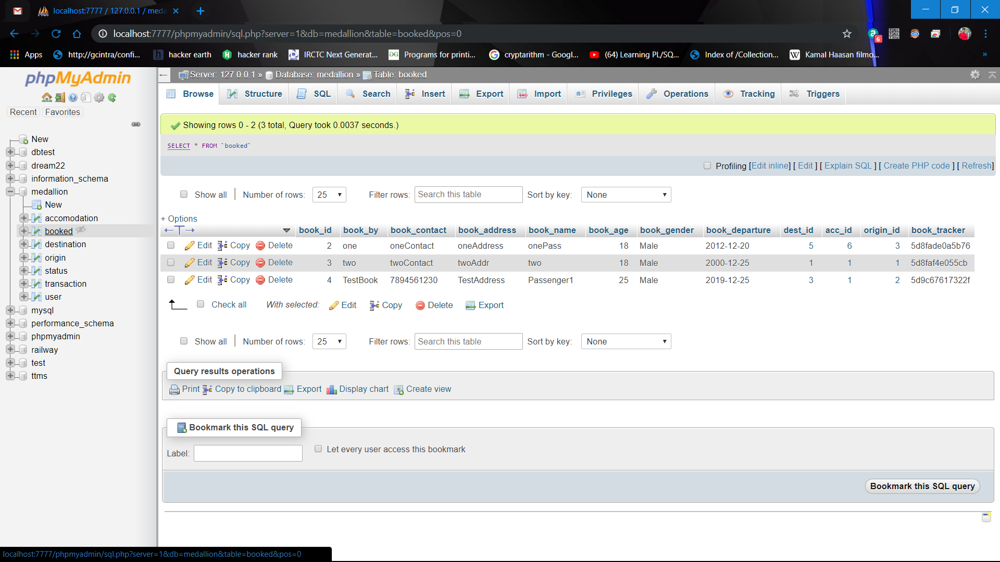 localhost:7777 / 127.0.0.1 / meda
localhost:7777/phpmyadmin/sql.php?server=1&db=medallion&table=booked&pos=0
6
Apps http://gcintra/confi... hacker earth hacker rank IRCTC Next Generat... Programs for printi... cryptarithm - Googl... (64) Learning PL/SQ... Index of /Collection... Kamal Haasan filmo...
phpMyAdmin
Recent Favorites
New
dbtest
dream22
information_schema
medallion
New
accomodation
booked
destination
origin
status
transaction
user
mysql
performance_schema
phpmyadmin
railway
test
ttms
Server: 127.0.0.1 » Database: medallion » Table: booked
Browse Structure SQL Search Insert Export Import Privileges Operations Tracking Triggers
Showing rows 0 - 2 (3 total, Query took 0.0037 seconds.)
SELECT * FROM `booked`
Profiling [Edit inline] [ Edit ] [ Explain SQL ] [ Create PHP code ] [ Refresh]
Show all Number of rows: 25 Filter rows: Search this table Sort by key: None
+ Options
book_id book_by book_contact book_address book_name book_age book_gender book_departure dest_id acc_id origin_id book_tracker
Edit Copy Delete 2 one oneContact oneAddress onePass 18 Male 2012-12-20 5 6 3 5d8fade0a5b76
Edit Copy Delete 3 two twoContact twoAddr two 18 Male 2000-12-25 1 1 1 5d8faf4e055cb
Edit Copy Delete 4 TestBook 7894561230 TestAddress Passenger1 25 Male 2019-12-25 3 1 2 5d9c67617322f
Check all With selected: Edit Copy Delete Export
Show all Number of rows: 25 Filter rows: Search this table Sort by key: None
Query results operations
Print Copy to clipboard Export Display chart Create view
Bookmark this SQL query
Label: Let every user access this bookmark
Bookmark this SQL query
localhost:7777/phpmyadmin/sql.php?server=1&db=medallion&table=booked&pos=0